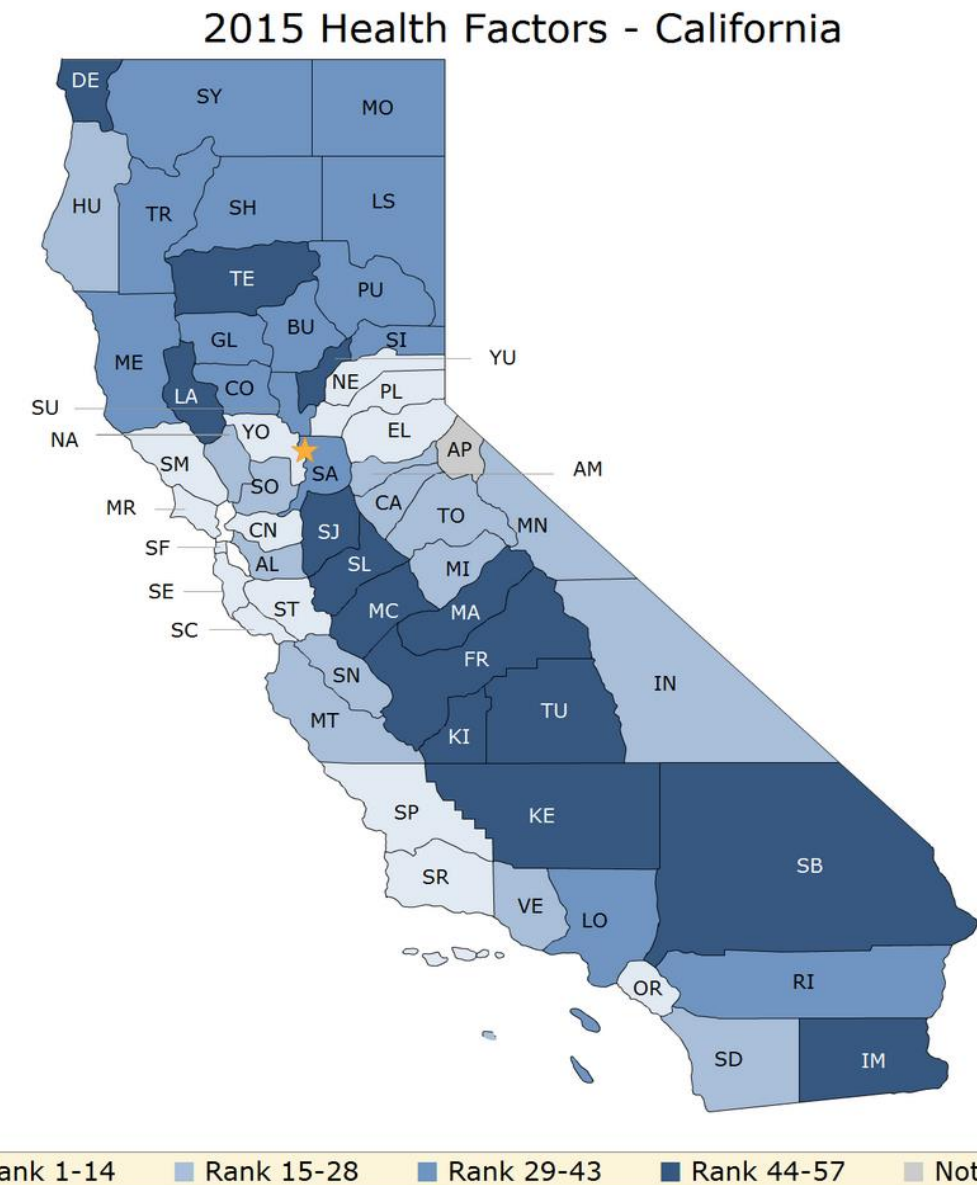 2015 Health Factors - California
DE
SY
MO
HU
TR
SH
LS
TE
PU
BU
GL
SI
ME
YU
NE
LA
CO
PL
SU
YO
EL
NA
AP
SM
SA
AM
SO
CA
MR
TO
MN
CN
SJ
SF
AL
SL
MI
SE
ST
MC
MA
SC
FR
SN
IN
TU
MT
KI
SP
KE
SB
SR
VE
LO
RI
OR
SD
IM
ank 1-14 Rank 15-28 Rank 29-43 Rank 44-57 Not